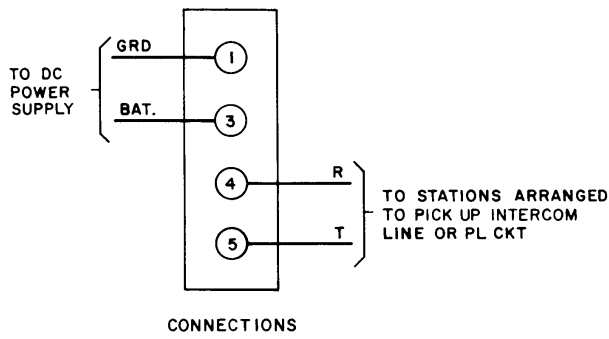 GRD
1
TO DC
POWER
SUPPLY
BAT.
3
4
R
5
T
TO STATIONS ARRANGED
TO PICK UP INTERCOM
LINE OR PL CKT
CONNECTIONS